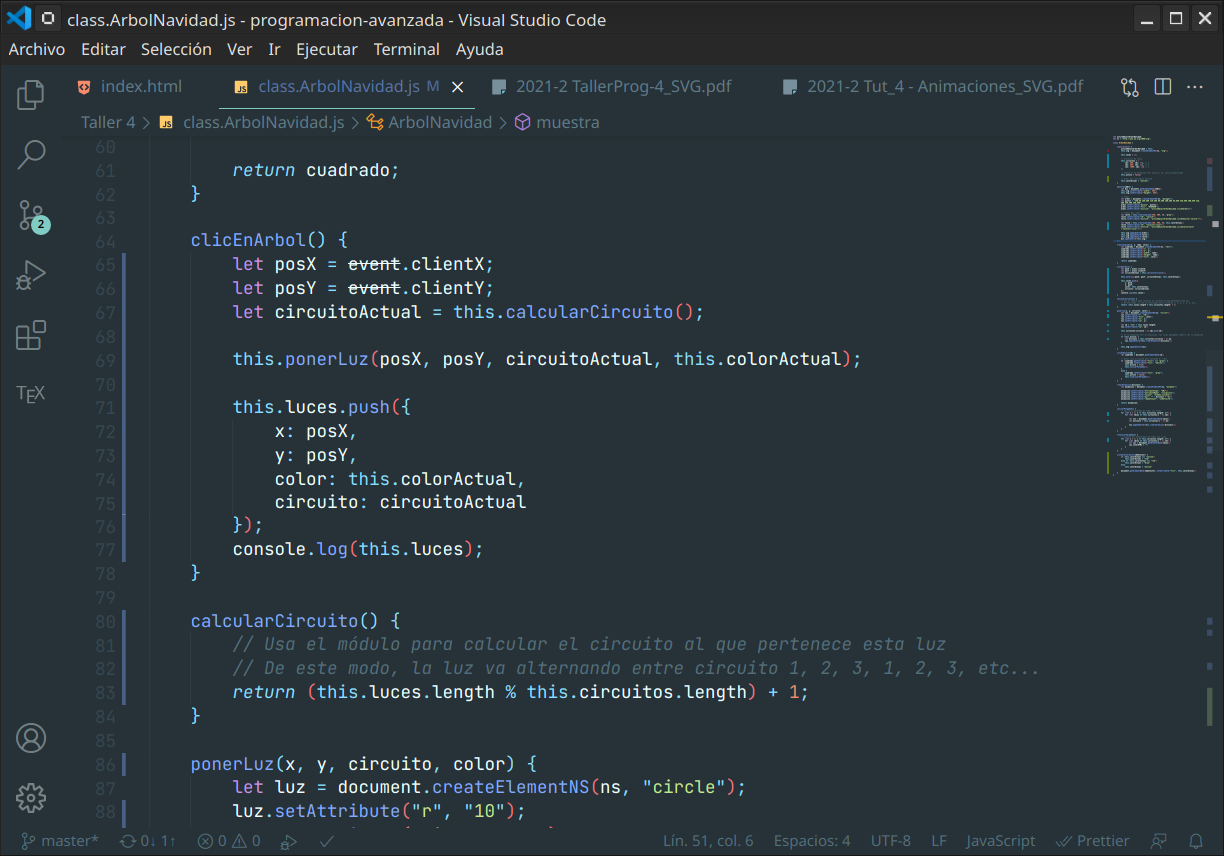 class.ArbolNavidad.js - programacion-avanzada - Visual Studio Code
Archivo Editar Selección Ver Ir Ejecutar Terminal Ayuda
index.html
class.ArbolNavidad.js M
2021-2 TallerProg-4_SVG.pdf
2021-2 Tut_4 - Animaciones_SVG.pdf
Taller 4 > JS class.ArbolNavidad.js > ArbolNavidad > muestra
60
61 return cuadrado;
62 }
63
64 clicEnArbol() {
65 let posX = event.clientX;
66 let posY = event.clientY;
67 let circuitoActual = this.calcularCircuito();
68
69 this.ponerLuz(posX, posY, circuitoActual, this.colorActual);
70
71 this.luces.push({
72 x: posX,
73 y: posY,
74 color: this.colorActual,
75 circuito: circuitoActual
76 });
77 console.log(this.luces);
78 }
79
80 calcularCircuito() {
81 // Usa el módulo para calcular el circuito al que pertenece esta luz
82 // De este modo, la luz va alternando entre circuito 1, 2, 3, 1, 2, 3, etc...
83 return (this.luces.length % this.circuitos.length) + 1;
84 }
85
86 ponerLuz(x, y, circuito, color) {
87 let luz = document.createElementNS(ns, "circle");
88 luz.setAttribute("r", "10");
2
TEX
master* 0↓ 1↑ 0 0 Lín. 51, col. 6 Espacios: 4 UTF-8 LF JavaScript Prettier